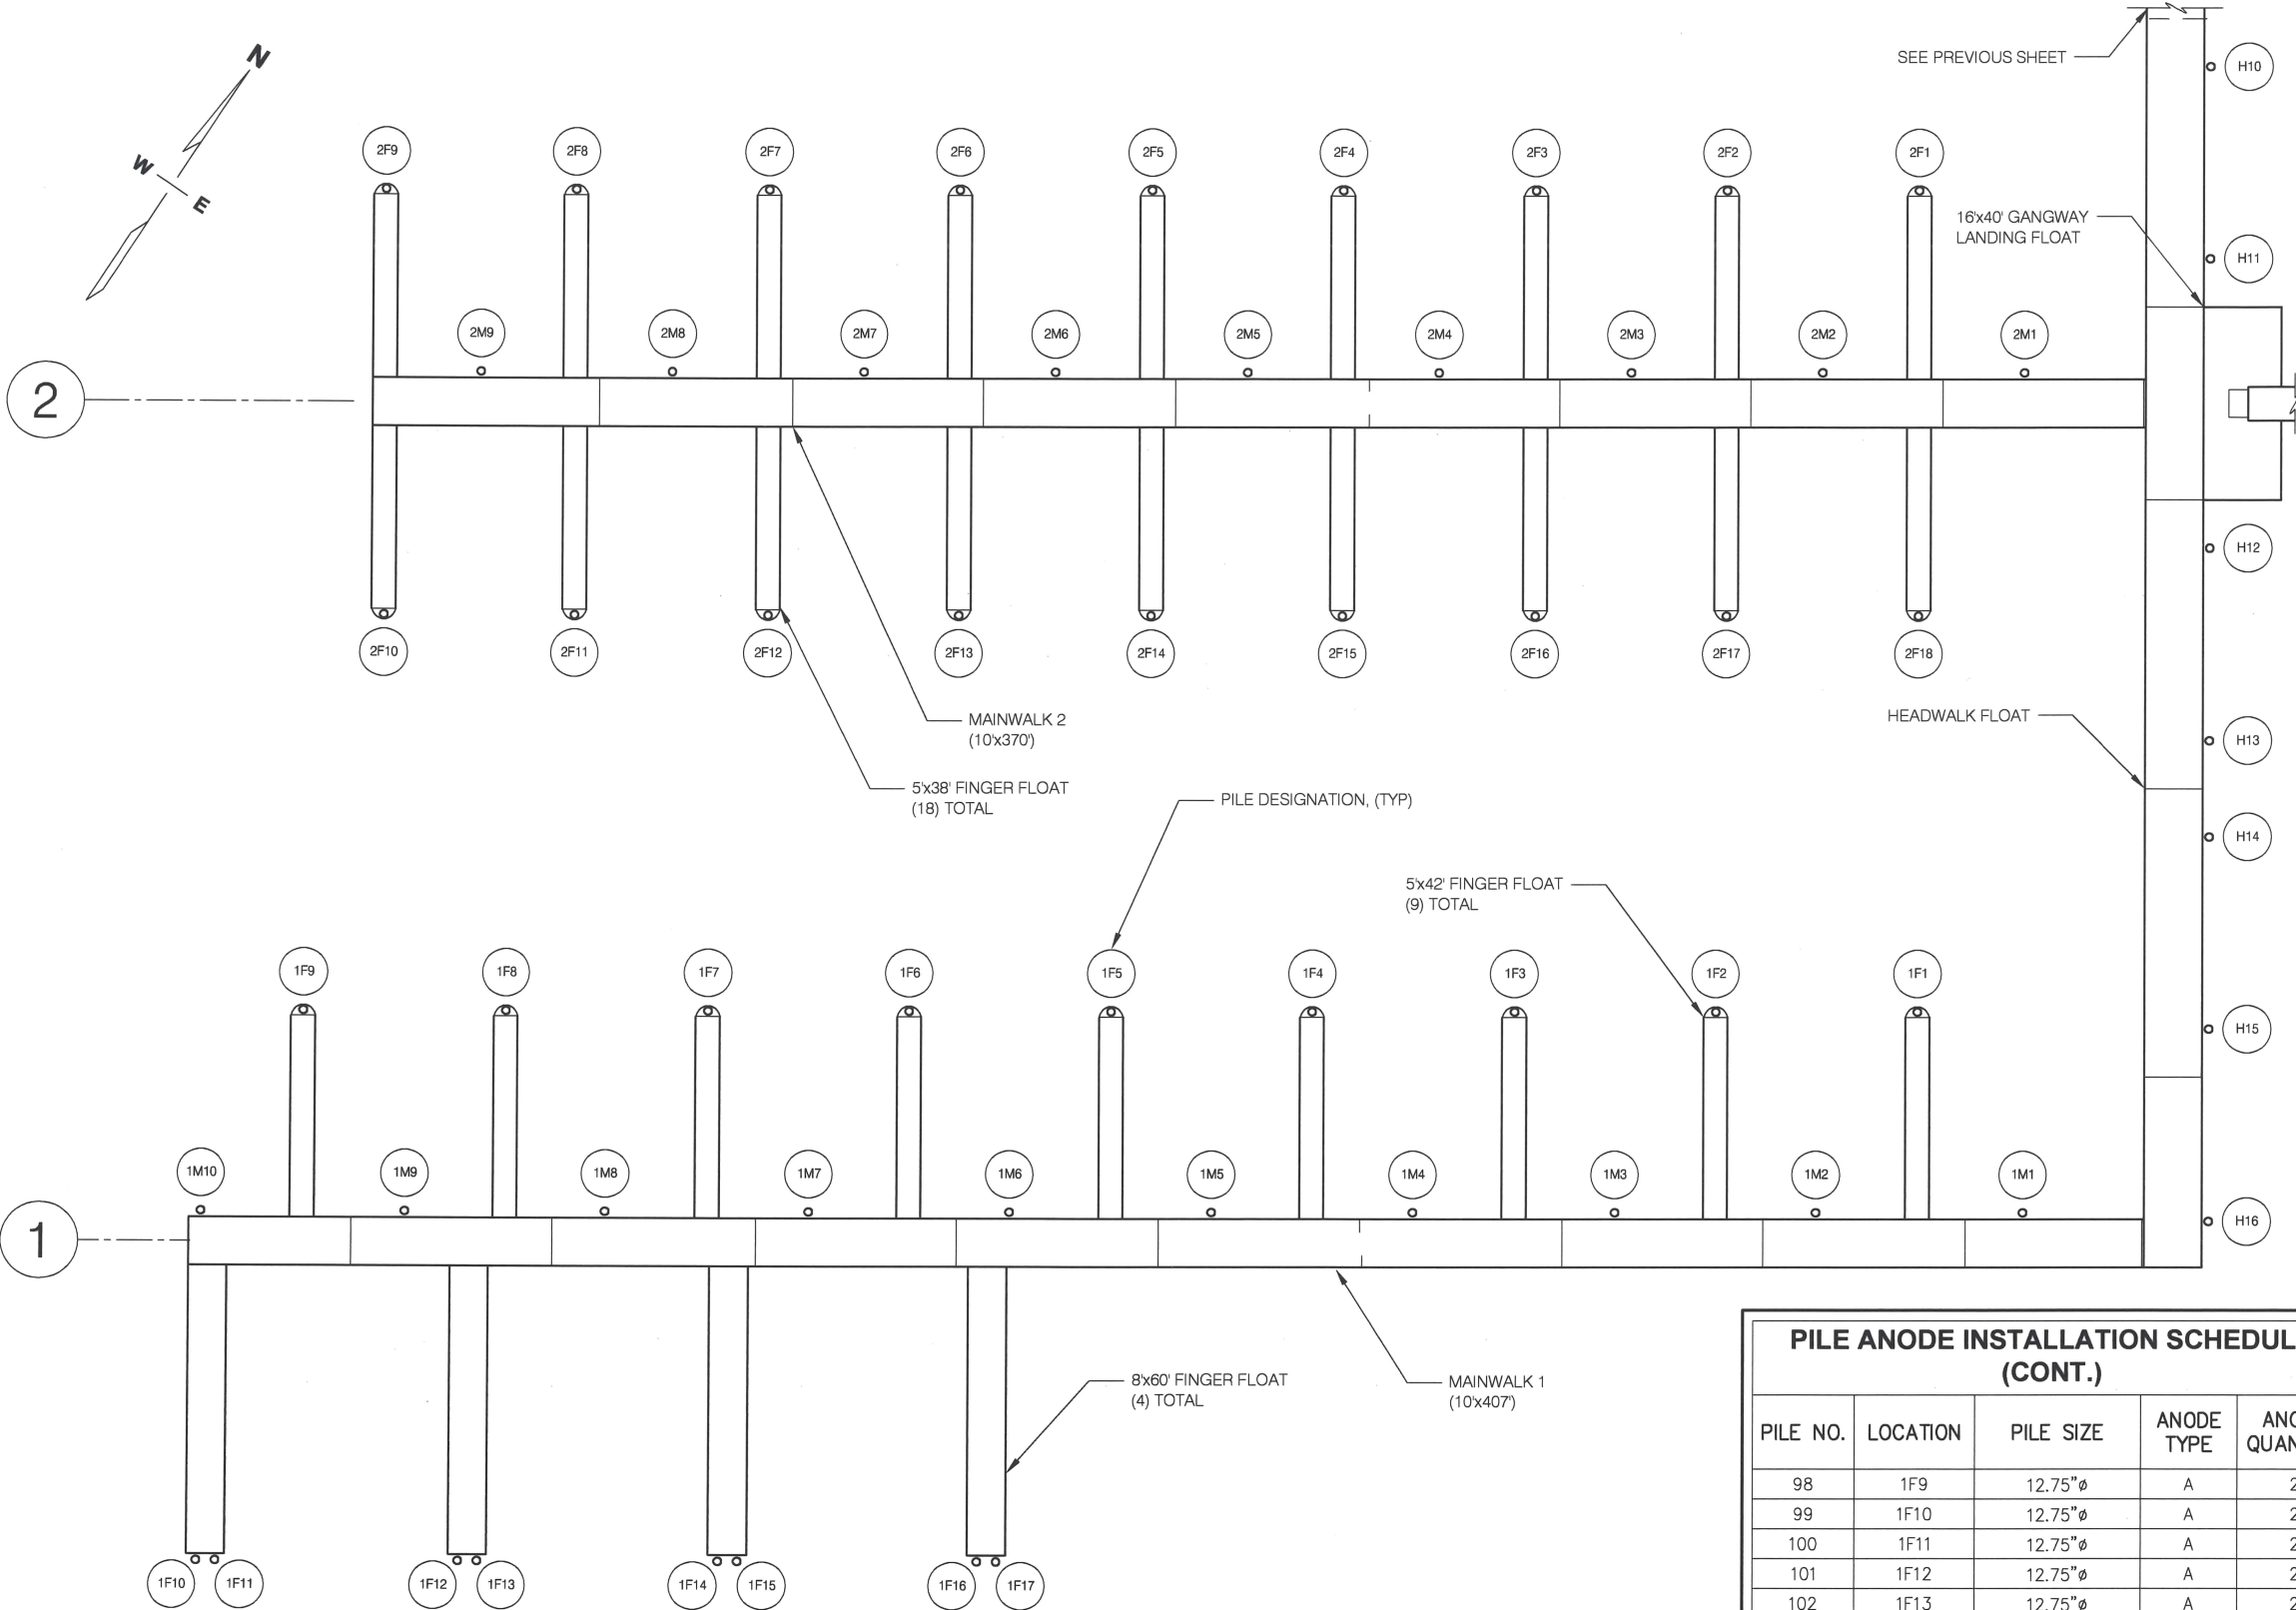 N
W
E
SEE PREVIOUS SHEET
H10
2F9
2F8
2F7
2F6
2F5
2F4
2F3
2F2
2F1
16'x40' GANGWAY
LANDING FLOAT
H11
2M9
2M8
2M7
2M6
2M5
2M4
2M3
2M2
2M1
2
H12
2F10
2F11
2F12
2F13
2F14
2F15
2F16
2F17
2F18
MAINWALK 2
(10'x370')
HEADWALK FLOAT
H13
5'x38' FINGER FLOAT
(18) TOTAL
PILE DESIGNATION, (TYP)
H14
5'x42' FINGER FLOAT
(9) TOTAL
1F9
1F8
1F7
1F6
1F5
1F4
1F3
1F2
1F1
H15
1M10
1M9
1M8
1M7
1M6
1M5
1M4
1M3
1M2
1M1
1
H16
8'x60' FINGER FLOAT
(4) TOTAL
MAINWALK 1
(10'x407')
1F10
1F11
1F12
1F13
1F14
1F15
1F16
1F17
PILE ANODE INSTALLATION SCHEDUL
(CONT.)
PILE NO. LOCATION PILE SIZE ANODE TYPE
98 1F9 12.75"ø A 2
99 1F10 12.75"ø A 2
100 1F11 12.75"ø A 2
101 1F12 12.75"ø A 2
102 1F13 12.75"ø A 2